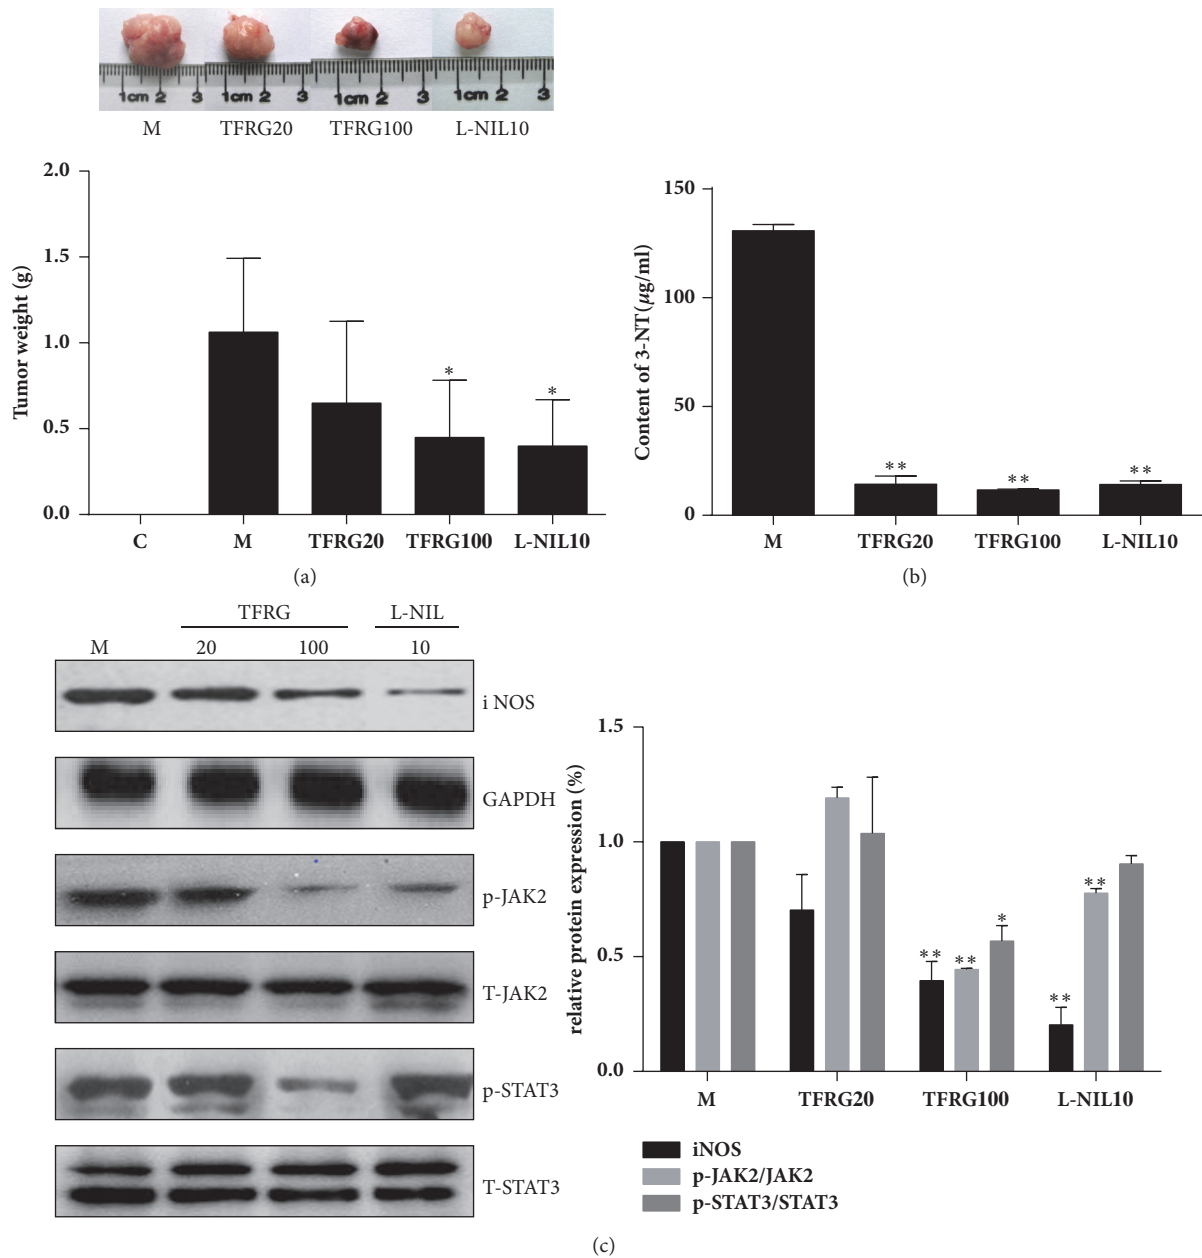 1cm 2 3 1cm 2 3 1cm 2 3 1cm 2 3
M TFRG20 TFRG100 L-NIL10
Tumor weight (g)
2.0
1.5
1.0
0.5
0.0
C M TFRG20 TFRG100 L-NIL10
(a)
Content of 3-NT(μg/ml)
150
100
50
0
**
**
**
M TFRG20 TFRG100 L-NIL10
(b)
*
*
TFRG L-NIL
M 20 100 10
i NOS
GAPDH
p-JAK2
T-JAK2
p-STAT3
T-STAT3
relative protein expression (%)
1.5
1.0
0.5
0.0
** ** *
** **
M TFRG20 TFRG100 L-NIL10
iNOS
p-JAK2/JAK2
p-STAT3/STAT3
(c)